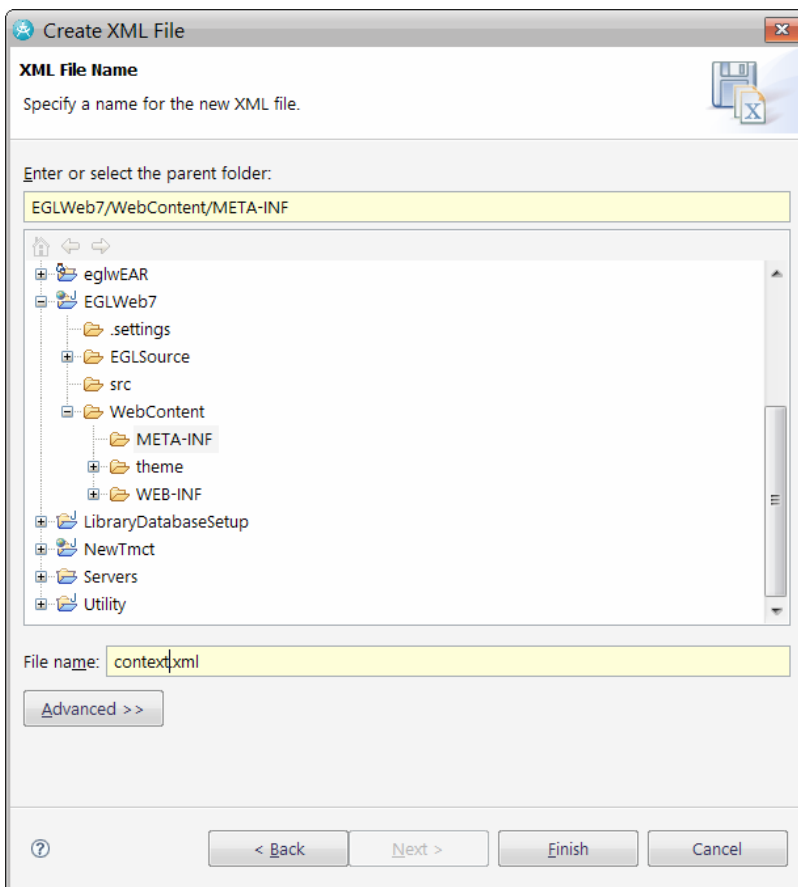 Create XML File
XML File Name
Specify a name for the new XML file.
X
Enter or select the parent folder:
EGLWeb7/WebContent/META-INF
eglwEAR
EGLWeb7
.settings
EGLSource
src
WebContent
META-INF
theme
WEB-INF
LibraryDatabaseSetup
NewTmct
Servers
Utility
File name: context.xml
Advanced >>
? < Back Next > Finish Cancel